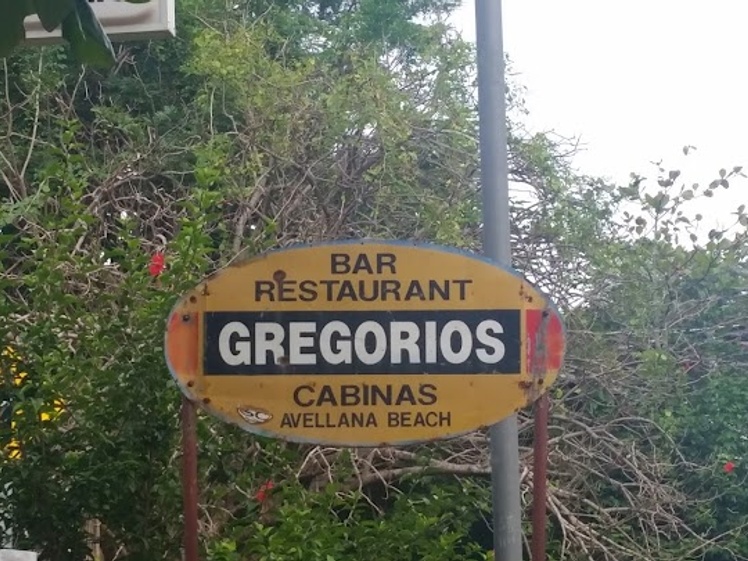 BAR
RESTAURANT
GREGORIOS
CABINAS
AVELLANA BEACH